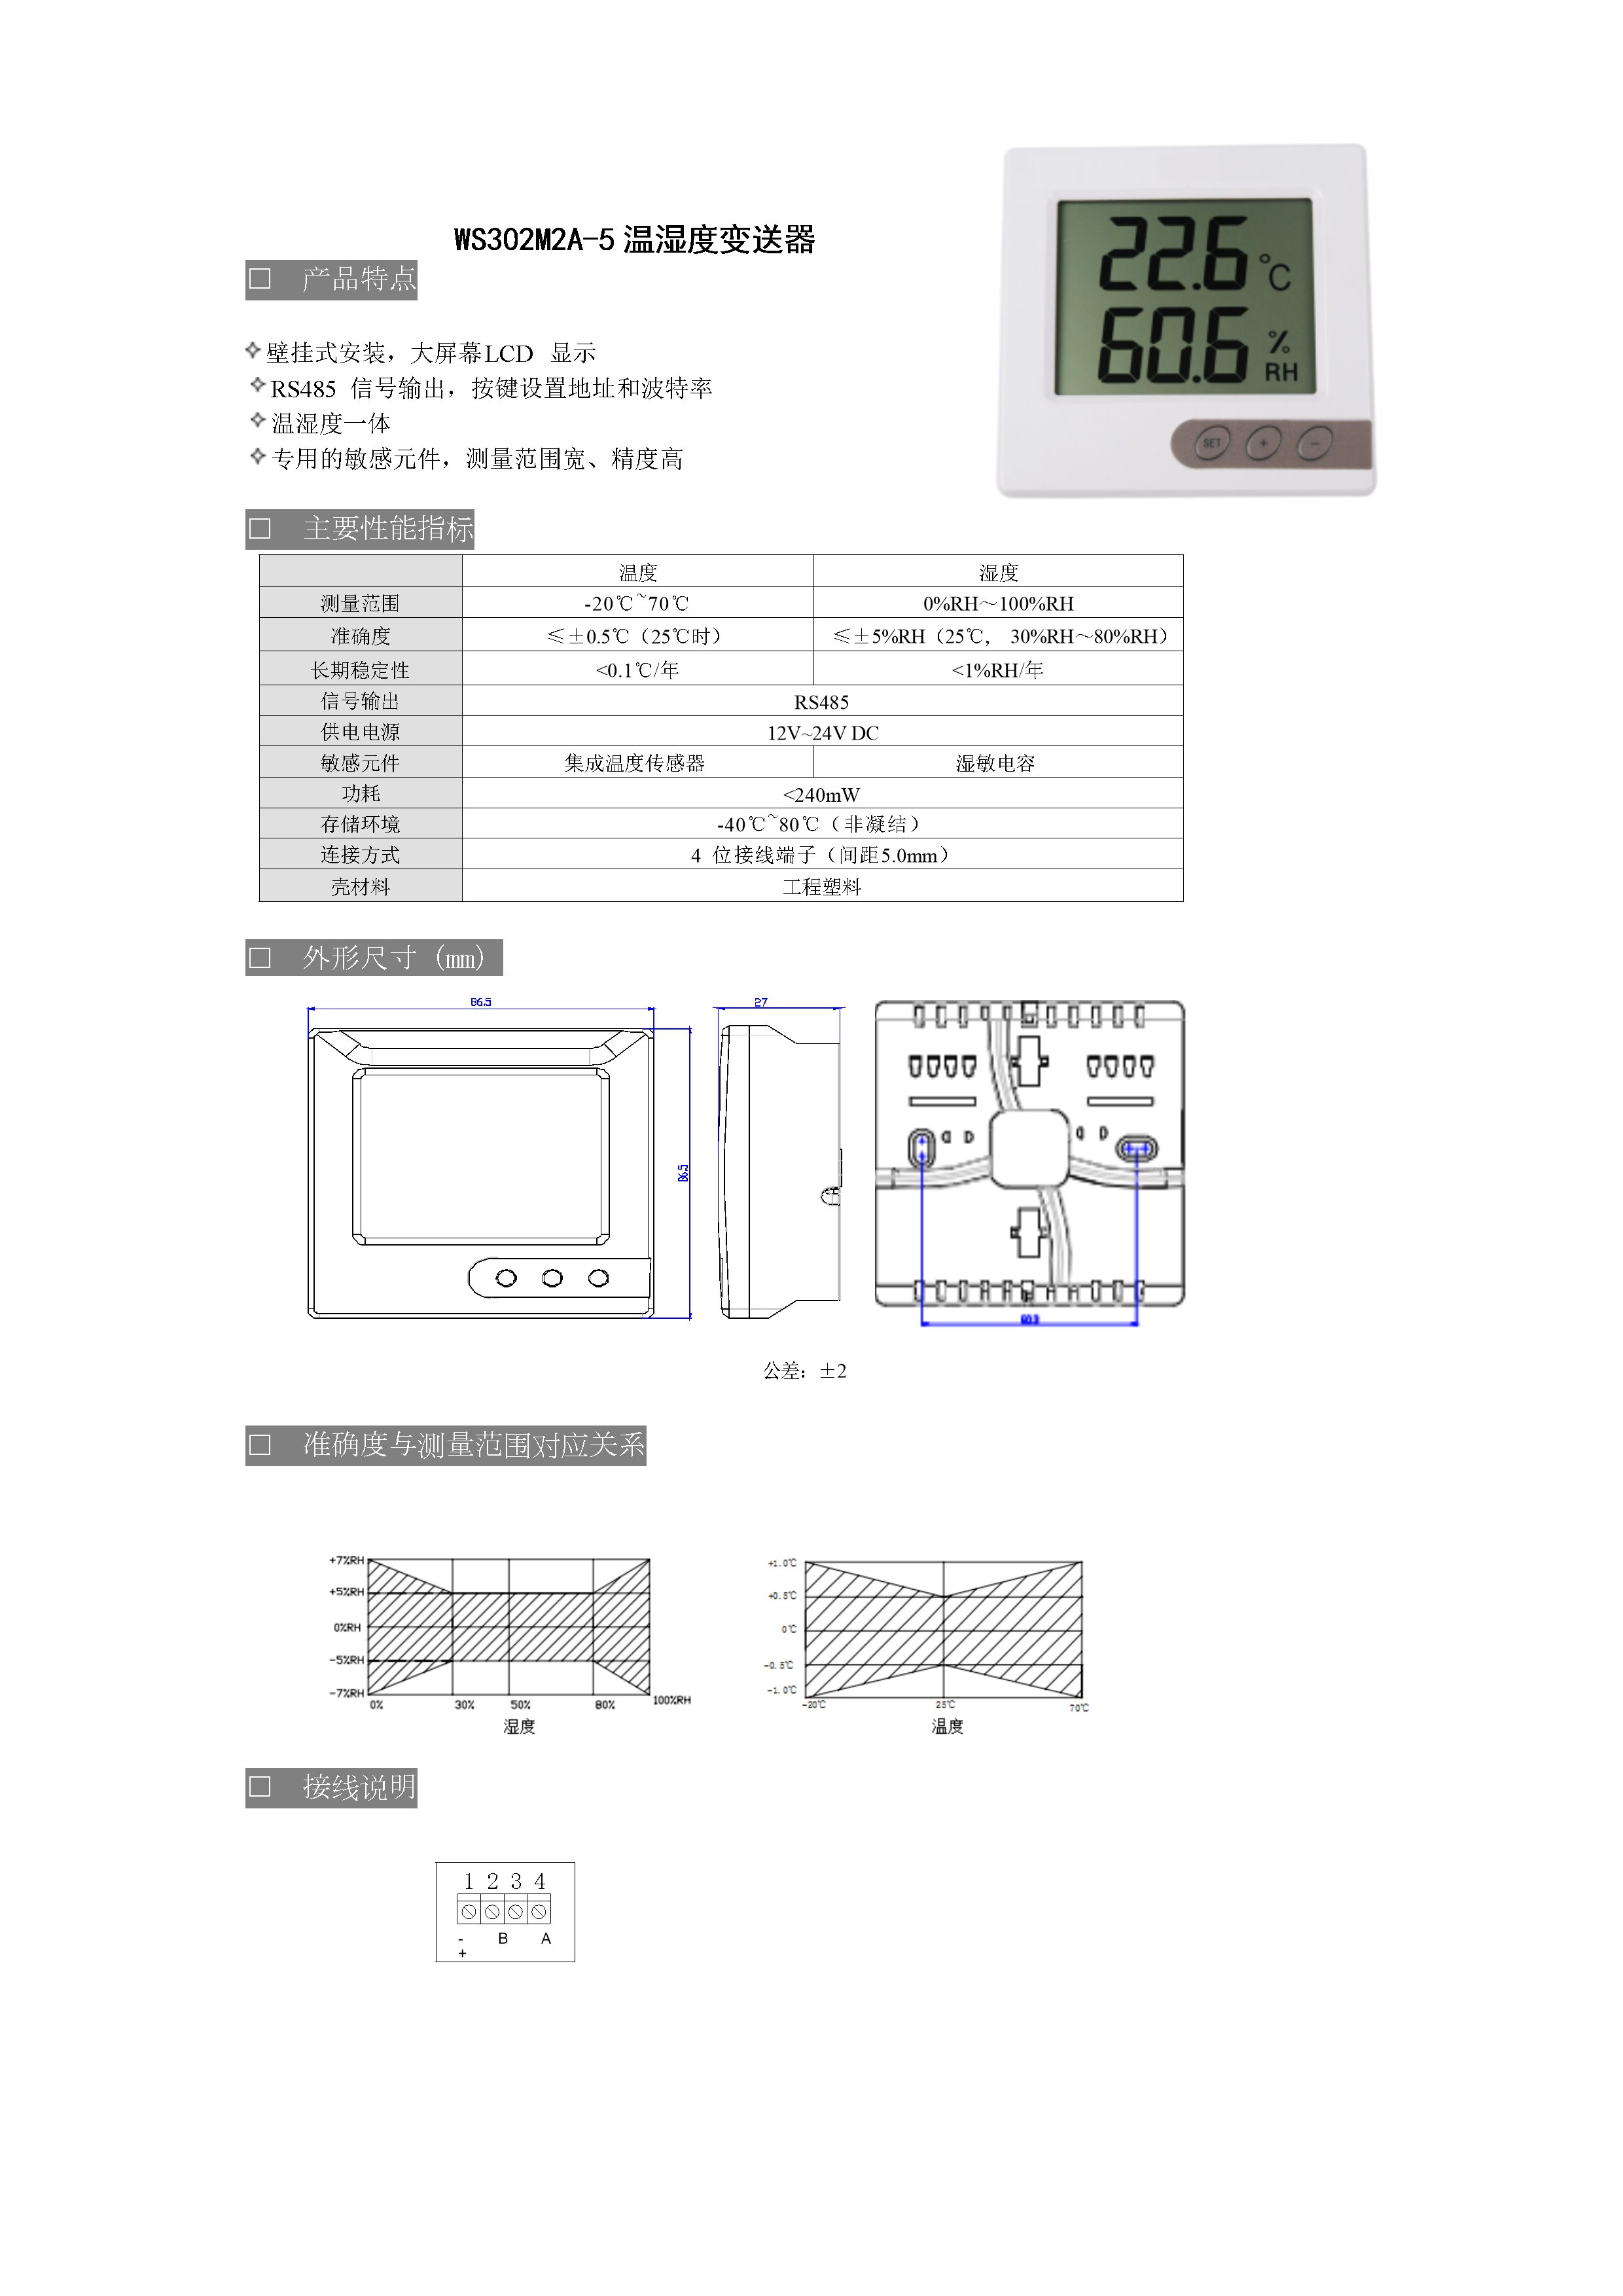 22.6 ℃
60.6 % RH
SET + −
WS302M2A-5 温湿度变送器
□ 产品特点
✧壁挂式安装，大屏幕LCD 显示
✧RS485 信号输出，按键设置地址和波特率
✧温湿度一体
✧专用的敏感元件，测量范围宽、精度高
□ 主要性能指标
温度 湿度
测量范围 -20℃~70℃ 0%RH～100%RH
准确度 ≤±0.5℃（25℃时） ≤±5%RH（25℃， 30%RH～80%RH）
长期稳定性 <0.1℃/年 <1%RH/年
信号输出 RS485
供电电源 12V~24V DC
敏感元件 集成温度传感器 湿敏电容
功耗 <240mW
存储环境 -40℃~80℃（非凝结）
连接方式 4 位接线端子（间距5.0mm）
壳材料 工程塑料
□ 外形尺寸 (mm)
86.5
27
86.5
公差：±2
□ 准确度与测量范围对应关系
+7%RH
+5%RH
0%RH
-5%RH
-7%RH
0% 30% 50% 80% 100%RH
湿度
+1.0℃
+0.5℃
0℃
-0.5℃
-1.0℃
-20℃ 25℃ 70℃
温度
□ 接线说明
1 2 3 4
- B A
+